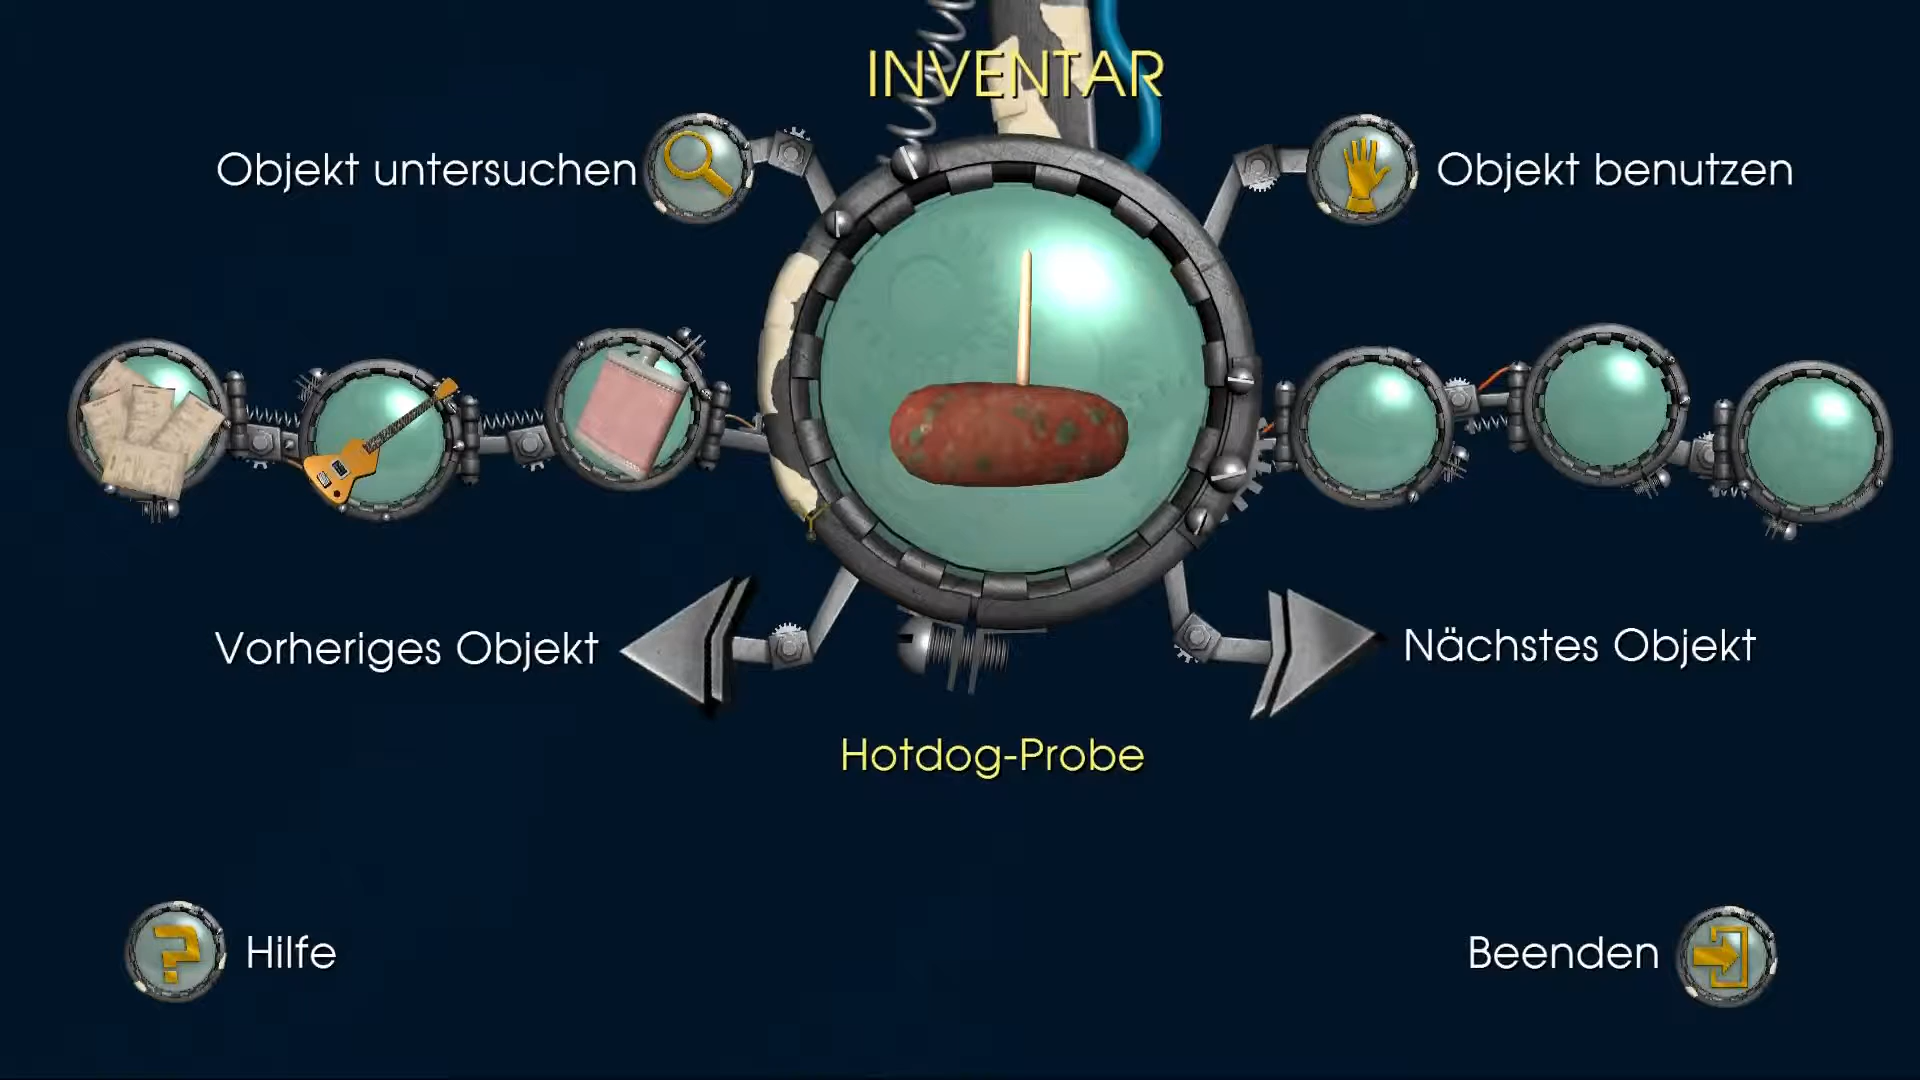 INVENTAR
Objekt untersuchen
Objekt benutzen
Vorheriges Objekt
Nächstes Objekt
Hotdog-Probe
Hilfe
Beenden